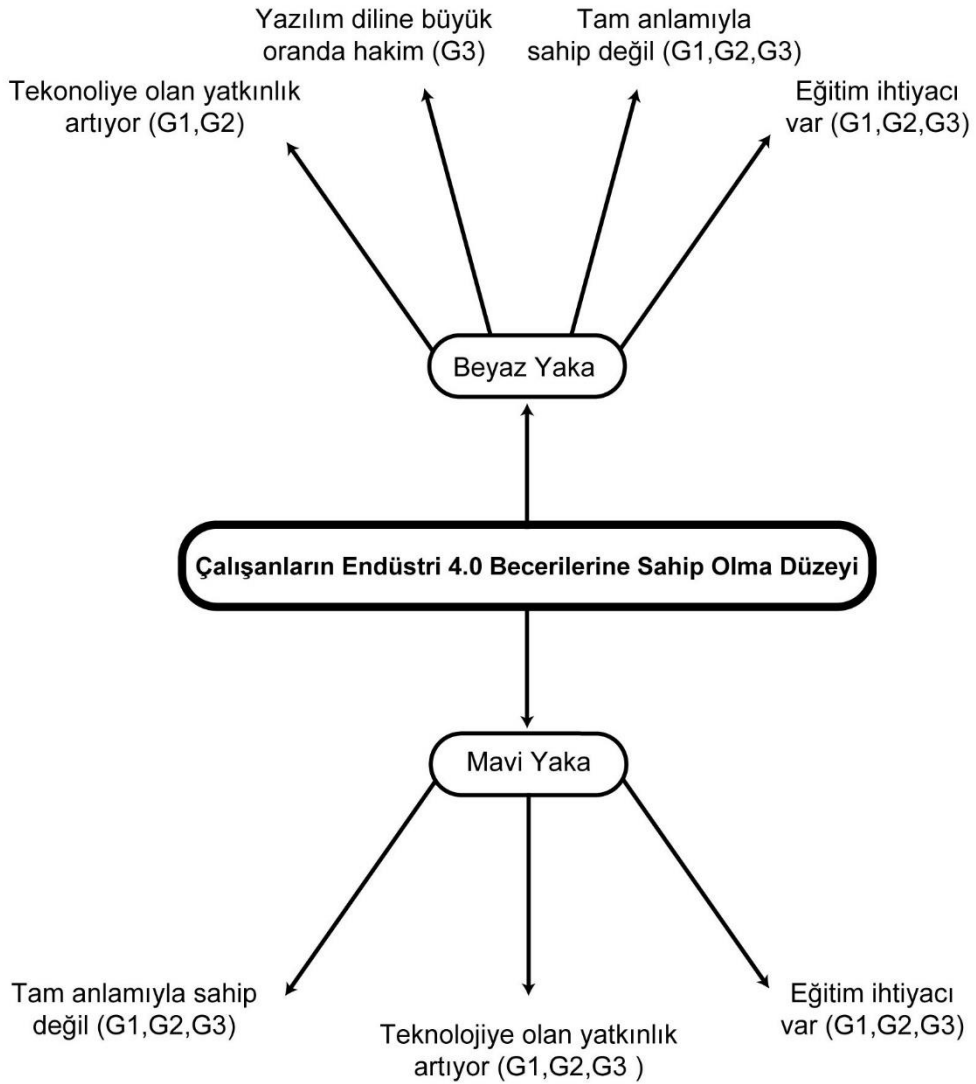 Yazılım diline büyük
oranda hakim (G3)
Tam anlamıyla
sahip değil (G1,G2,G3)
Tekonoliye olan yatkınlık
artıyor (G1,G2)
Eğitim ihtiyacı
var (G1,G2,G3)
Beyaz Yaka
Çalışanların Endüstri 4.0 Becerilerine Sahip Olma Düzeyi
Mavi Yaka
Tam anlamıyla sahip
değil (G1,G2,G3)
Teknolojiye olan yatkınlık
artıyor (G1,G2,G3 )
Eğitim ihtiyacı
var (G1,G2,G3)